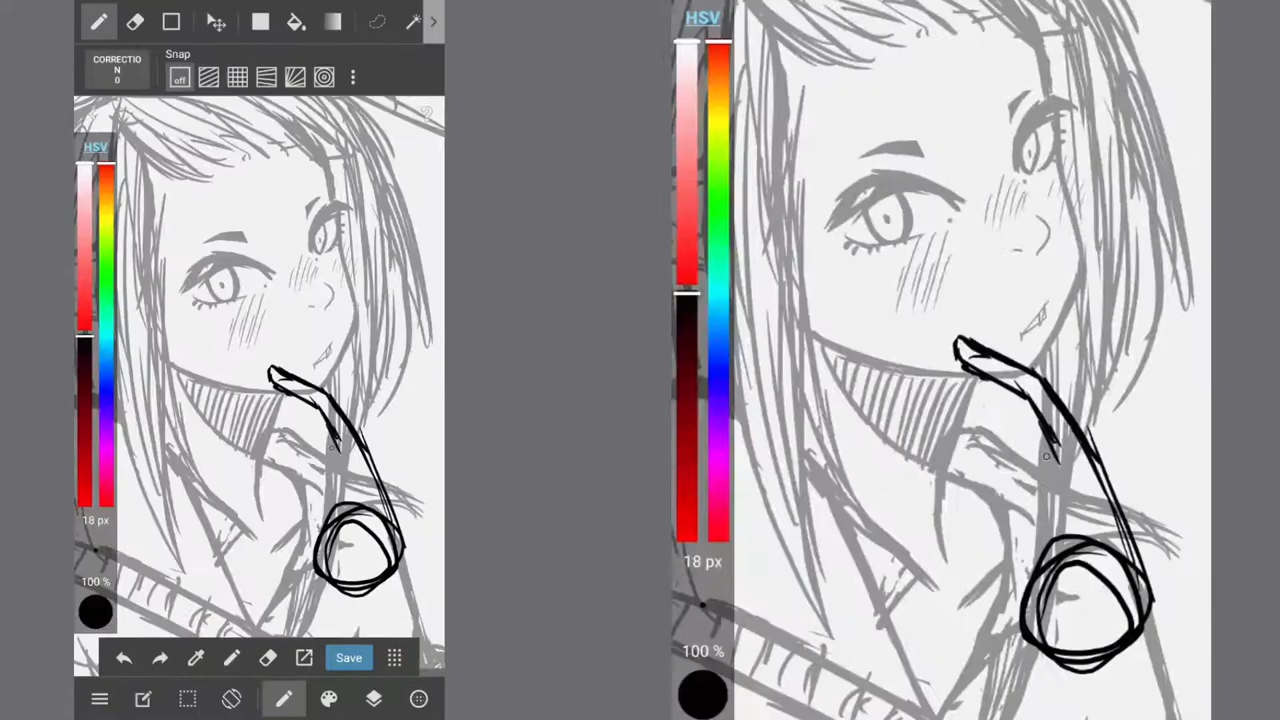 Snap
CORRECTIO
N
0
off
HSV
18 px
100 %
Save
HSV
18 px
100 %